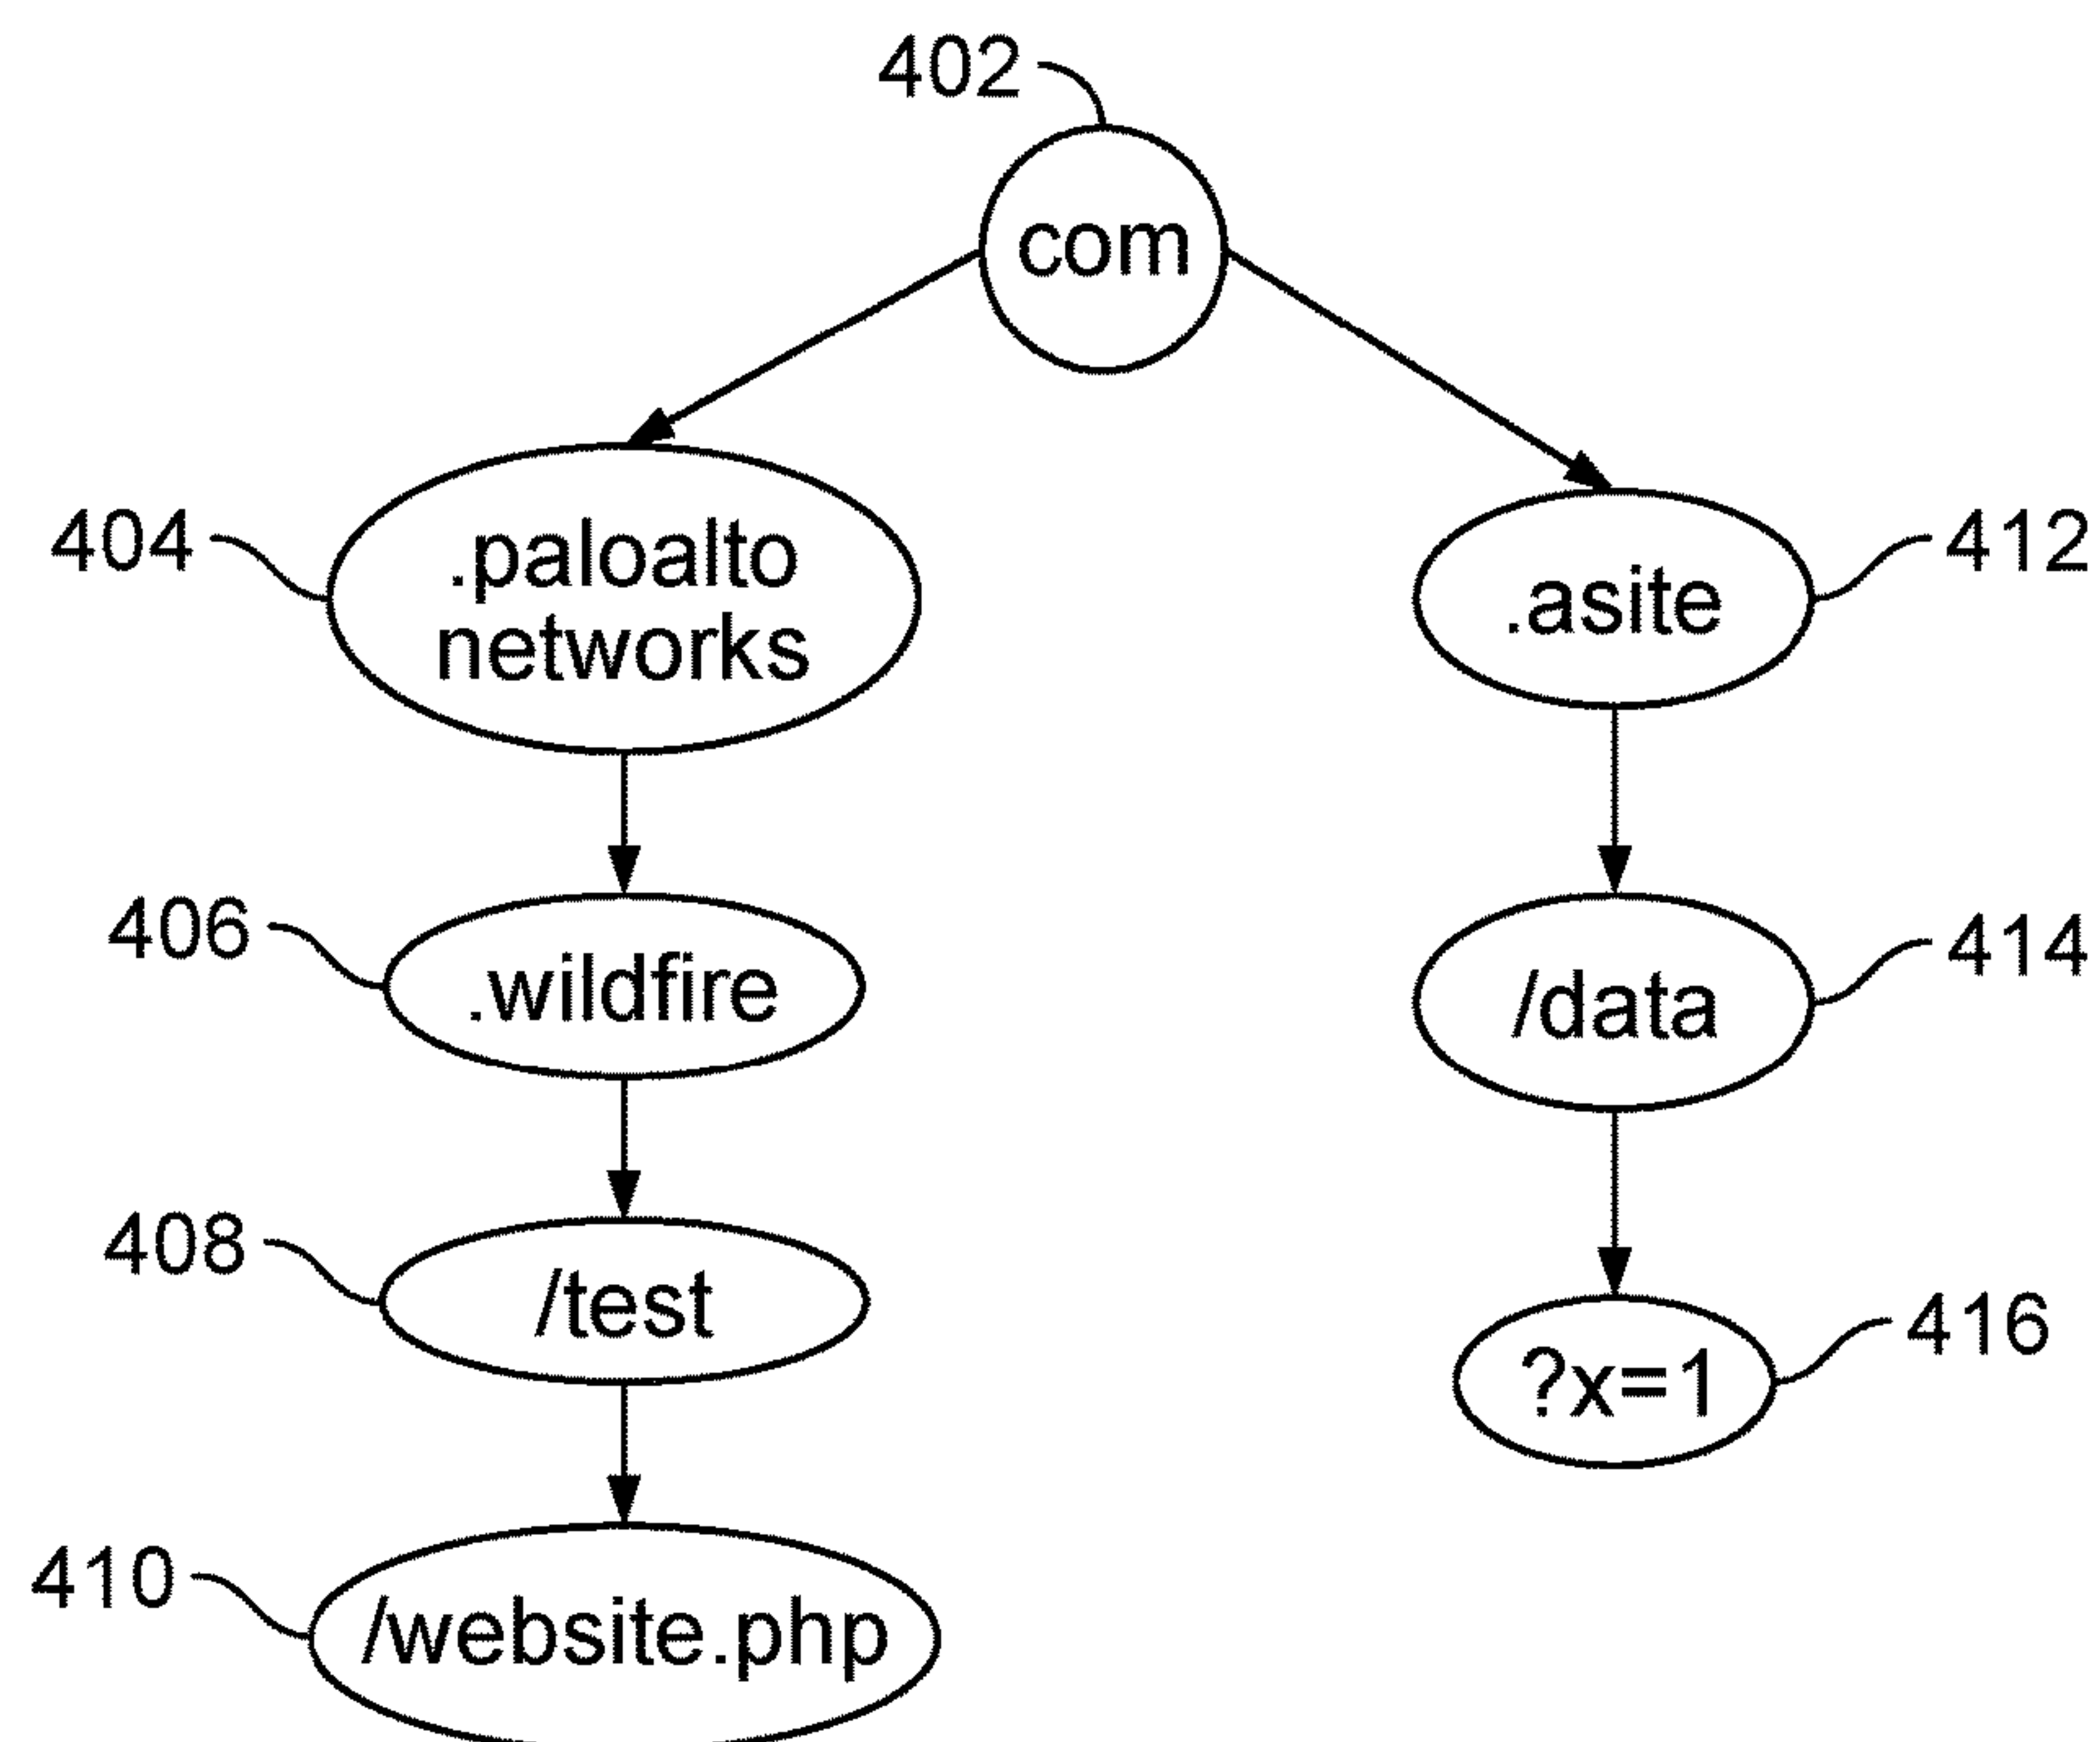 402
com
404
.paloalto
networks
412
.asite
406
.wildfire
414
/data
408
/test
416
?x=1
410
/website.php